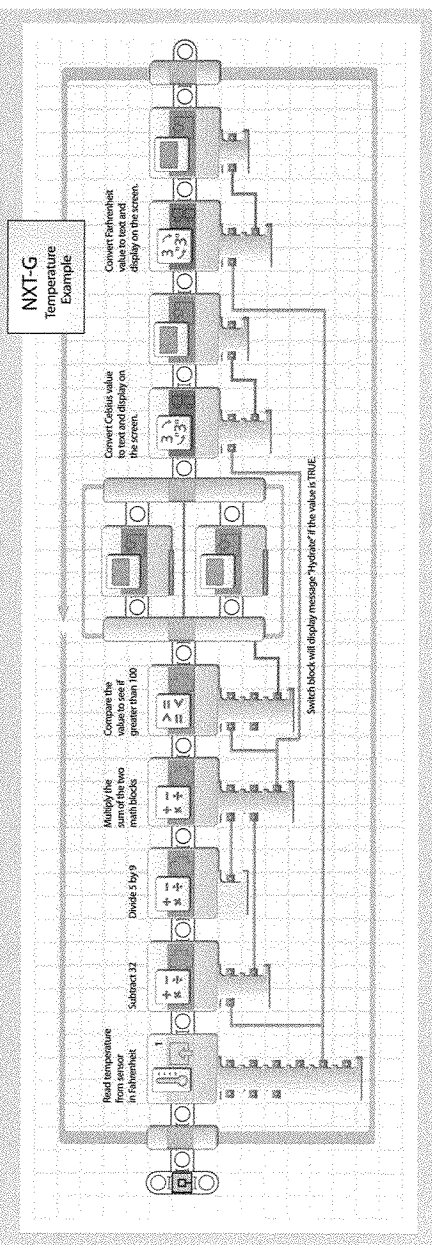 NXT-G
Temperature
Example
Read temperature
from sensor
in Fahrenheit
1
Subtract 32
Divide 5 by 9
Multiply the
sum of the two
math blocks
Compare the
value to see if
greater than 100
Convert Celsius value
to text and display on
the screen.
Convert Farhenheit
value to text and
display on the screen.
Switch block will display message "Hydrate" if the value is TRUE.